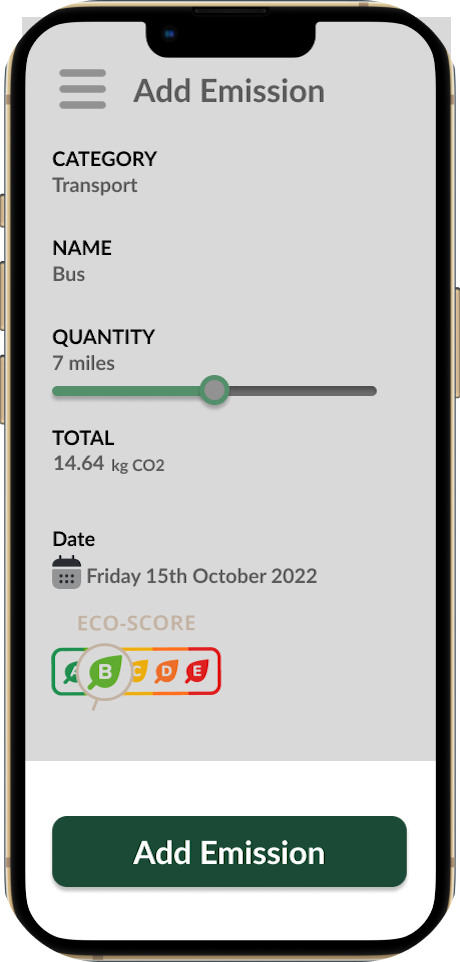 Add Emission
CATEGORY
Transport
NAME
Bus
QUANTITY
7 miles
TOTAL
14.64 kg CO2
Date
Friday 15th October 2022
ECO-SCORE
A B C D E
Add Emission